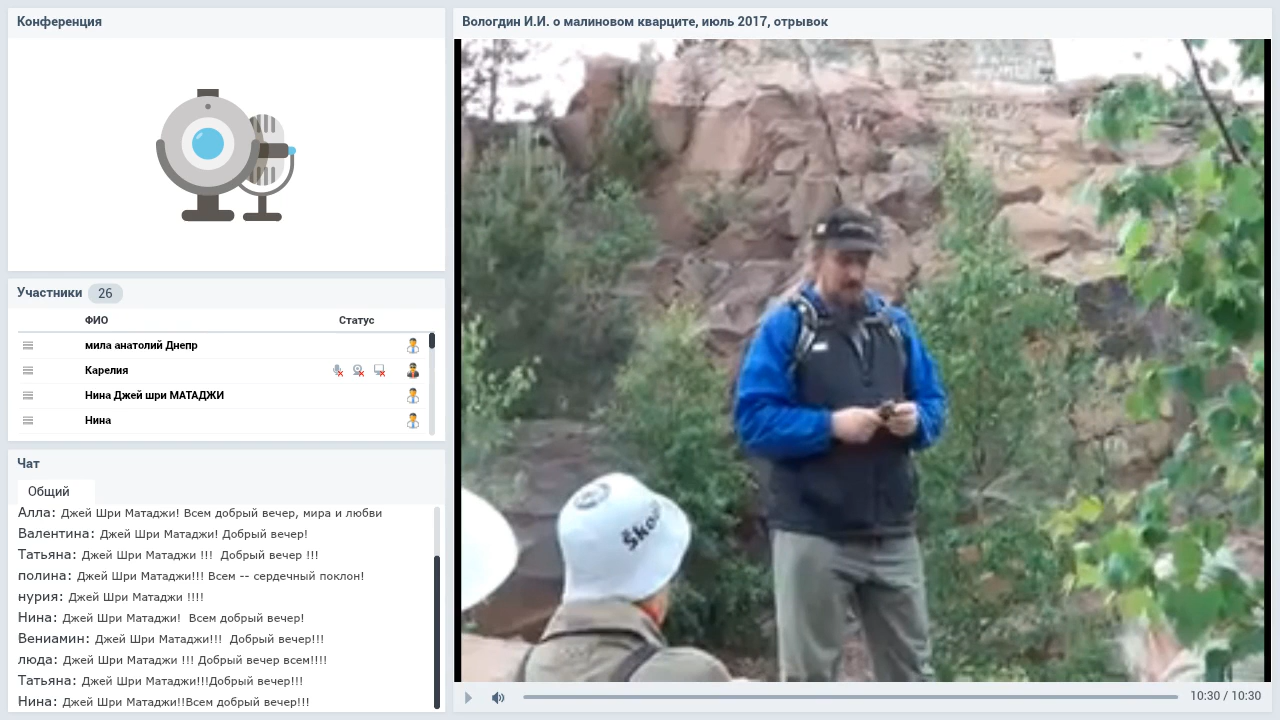 Конференция
Участники 26
ФИО Статус
мила анатолий Днепр
Карелия
Нина Джей шри МАТАДЖИ
Нина
Чат
Общий
Алла: Джей Шри Матаджи! Всем добрый вечер, мира и любви
Валентина: Джей Шри Матаджи! Добрый вечер!
Татьяна: Джей Шри Матаджи !!! Добрый вечер !!!
полина: Джей Шри Матаджи!!! Всем -- сердечный поклон!
нурия: Джей Шри Матаджи !!!!
Нина: Джей Шри Матаджи! Всем добрый вечер!
Вениамин: Джей Шри Матаджи!!! Добрый вечер!!!
люда: Джей Шри Матаджи !!! Добрый вечер всем!!!!
Татьяна: Джей Шри Матаджи!!!Добрый вечер!!!
Нина: Джей Шри Матаджи!!Всем добрый вечер!!!
Вологдин И.И. о малиновом кварците, июль 2017, отрывок
Ško
10:30 / 10:30